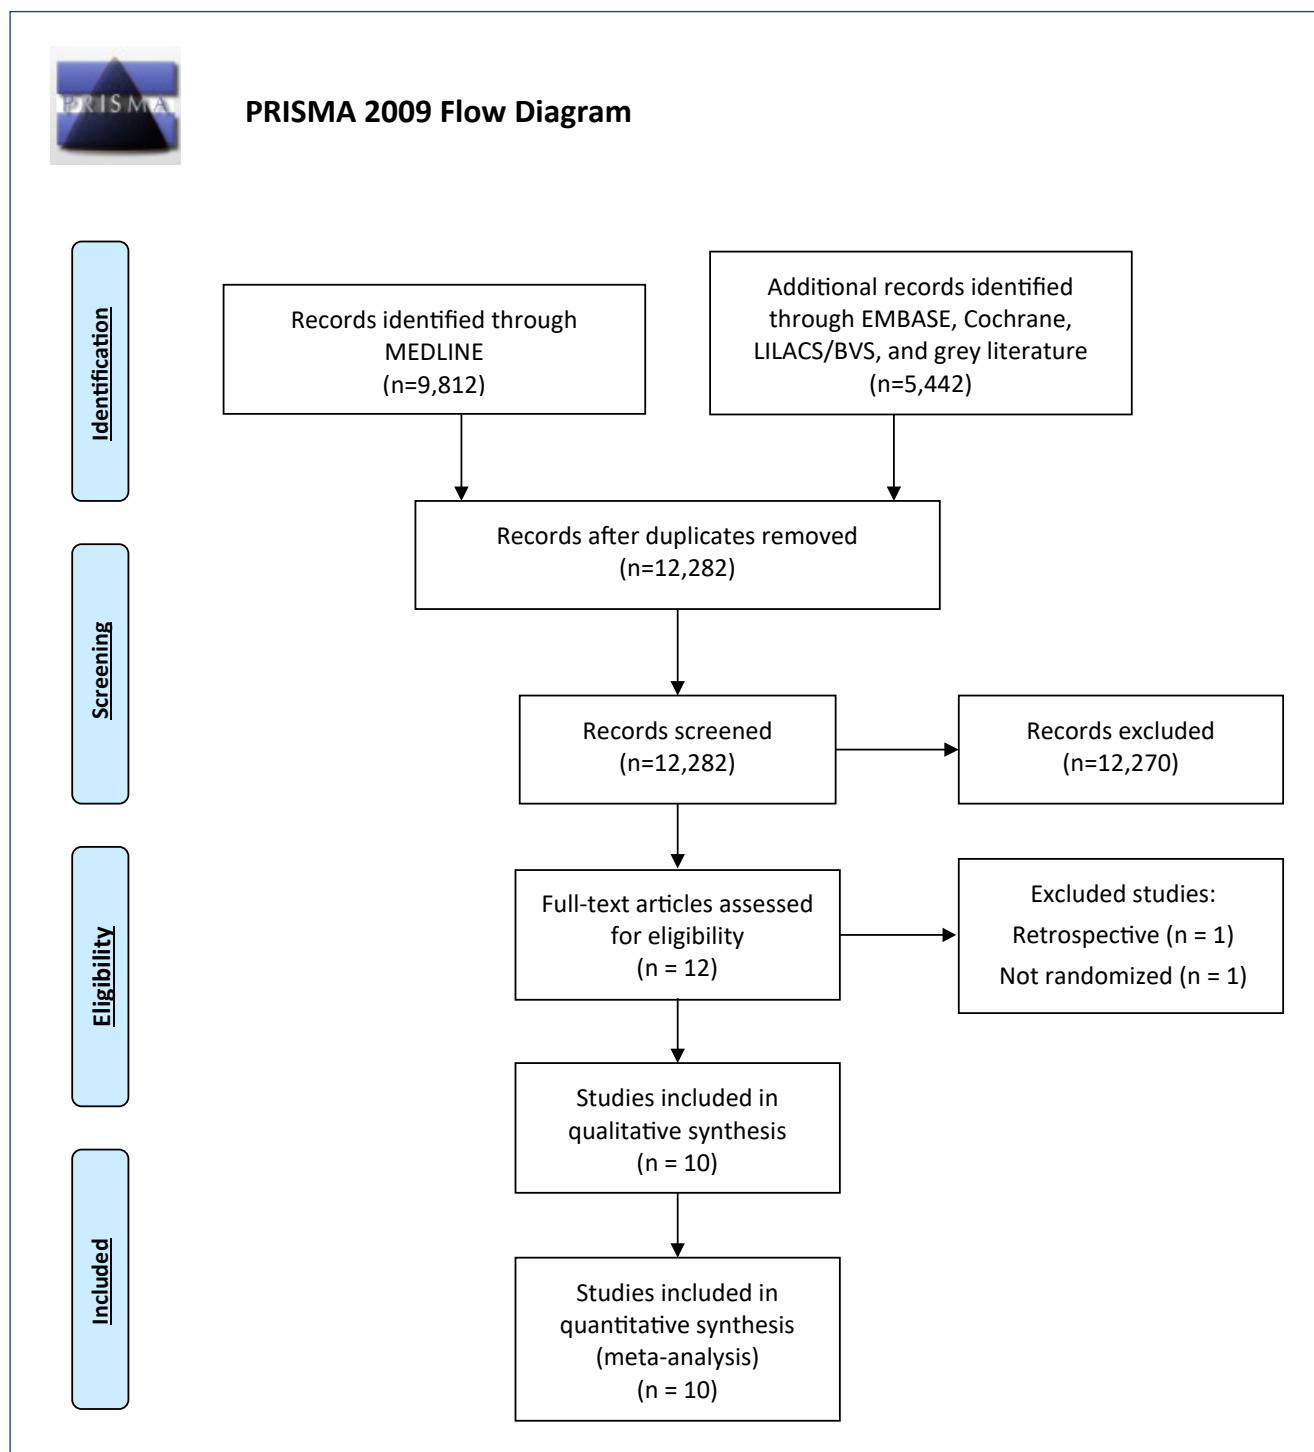 PRISMA
PRISMA 2009 Flow Diagram
Identification
Records identified through
MEDLINE
(n=9,812)
Additional records identified
through EMBASE, Cochrane,
LILACS/BVS, and grey literature
(n=5,442)
Records after duplicates removed
(n=12,282)
Screening
Records screened
(n=12,282)
Records excluded
(n=12,270)
Eligibility
Full-text articles assessed
for eligibility
(n = 12)
Excluded studies:
Retrospective (n = 1)
Not randomized (n = 1)
Studies included in
qualitative synthesis
(n = 10)
Included
Studies included in
quantitative synthesis
(meta-analysis)
(n = 10)